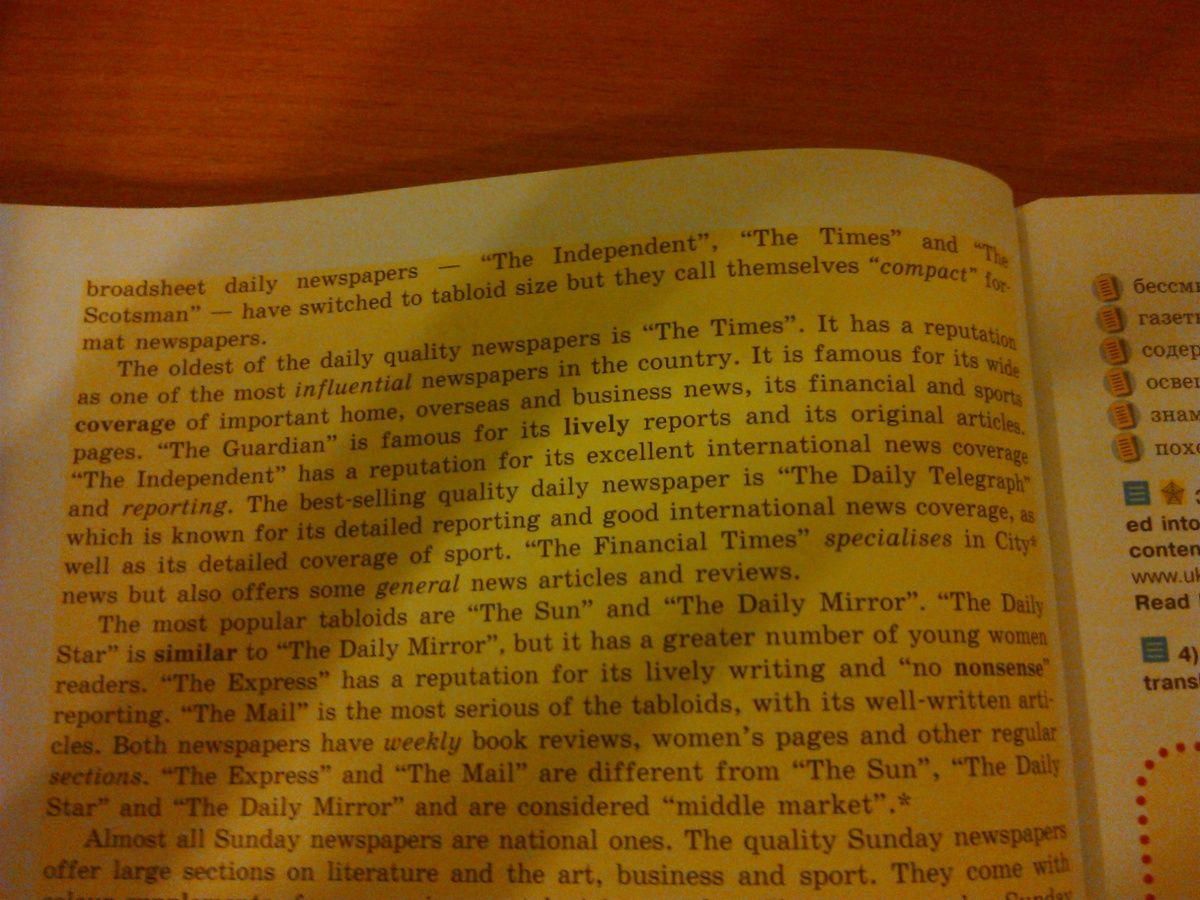 broadsheet daily newspapers — “The Independent”, “The Times” and “The
Scotsman” — have switched to tabloid size but they call themselves “compact” for-
mat newspapers.
The oldest of the daily quality newspapers is “The Times”. It has a reputation
as one of the most influential newspapers in the country. It is famous for its wide
coverage of important home, overseas and business news, its financial and sports
pages. “The Guardian” is famous for its lively reports and its original articles.
“The Independent” has a reputation for its excellent international news coverage
and reporting. The best-selling quality daily newspaper is “The Daily Telegraph”
which is known for its detailed reporting and good international news coverage, as
well as its detailed coverage of sport. “The Financial Times” specialises in City*
news but also offers some general news articles and reviews.
The most popular tabloids are “The Sun” and “The Daily Mirror”. “The Daily
Star” is similar to “The Daily Mirror”, but it has a greater number of young women
readers. “The Express” has a reputation for its lively writing and “no nonsense”
reporting. “The Mail” is the most serious of the tabloids, with its well-written arti-
cles. Both newspapers have weekly book reviews, women’s pages and other regular
sections. “The Express” and “The Mail” are different from “The Sun”, “The Daily
Star” and “The Daily Mirror” and are considered “middle market”.*
Almost all Sunday newspapers are national ones. The quality Sunday newspapers
offer large sections on literature and the art, business and sport. They come with
Sunday
бессм
газет
содер
осве
знам
похо
ed into
conten
www.uk
Read
4)
transl